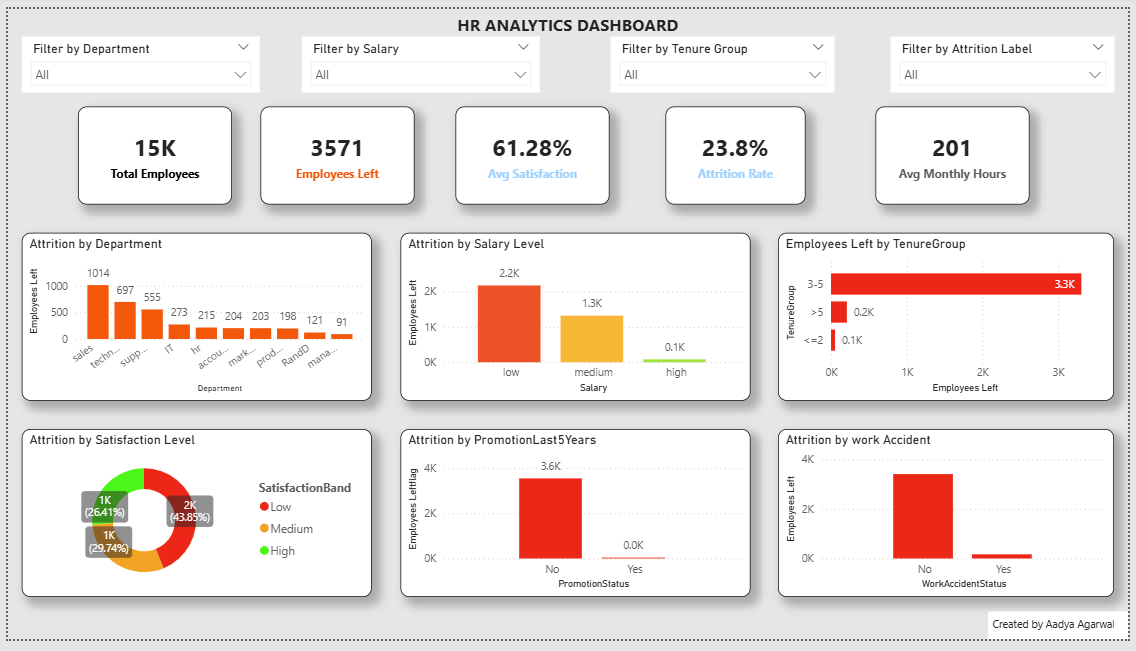 HR ANALYTICS DASHBOARD
Filter by Department
All
Filter by Salary
All
Filter by Tenure Group
All
Filter by Attrition Label
All
15K
Total Employees
3571
Employees Left
61.28%
Avg Satisfaction
23.8%
Attrition Rate
201
Avg Monthly Hours
Attrition by Department
Employees Left
1000
500
0
1014
697
555
273
215
204
203
198
121
91
sales
techn...
supp...
IT
hr
accou...
mark...
prod...
RandD
mana...
Department
Attrition by Salary Level
Employees Left
2K
1K
0K
2.2K
1.3K
0.1K
low
medium
high
Salary
Employees Left by TenureGroup
TenureGroup
3-5
3.3K
>5
0.2K
<=2
0.1K
0K
1K
2K
3K
Employees Left
Attrition by Satisfaction Level
1K
(26.41%)
2K
(43.85%)
1K
(29.74%)
SatisfactionBand
Low
Medium
High
Attrition by PromotionLast5Years
Employees Leftflag
4K
2K
0K
3.6K
0.0K
No
Yes
PromotionStatus
Attrition by work Accident
Employees Left
4K
2K
0K
No
Yes
WorkAccidentStatus
Created by Aadya Agarwal